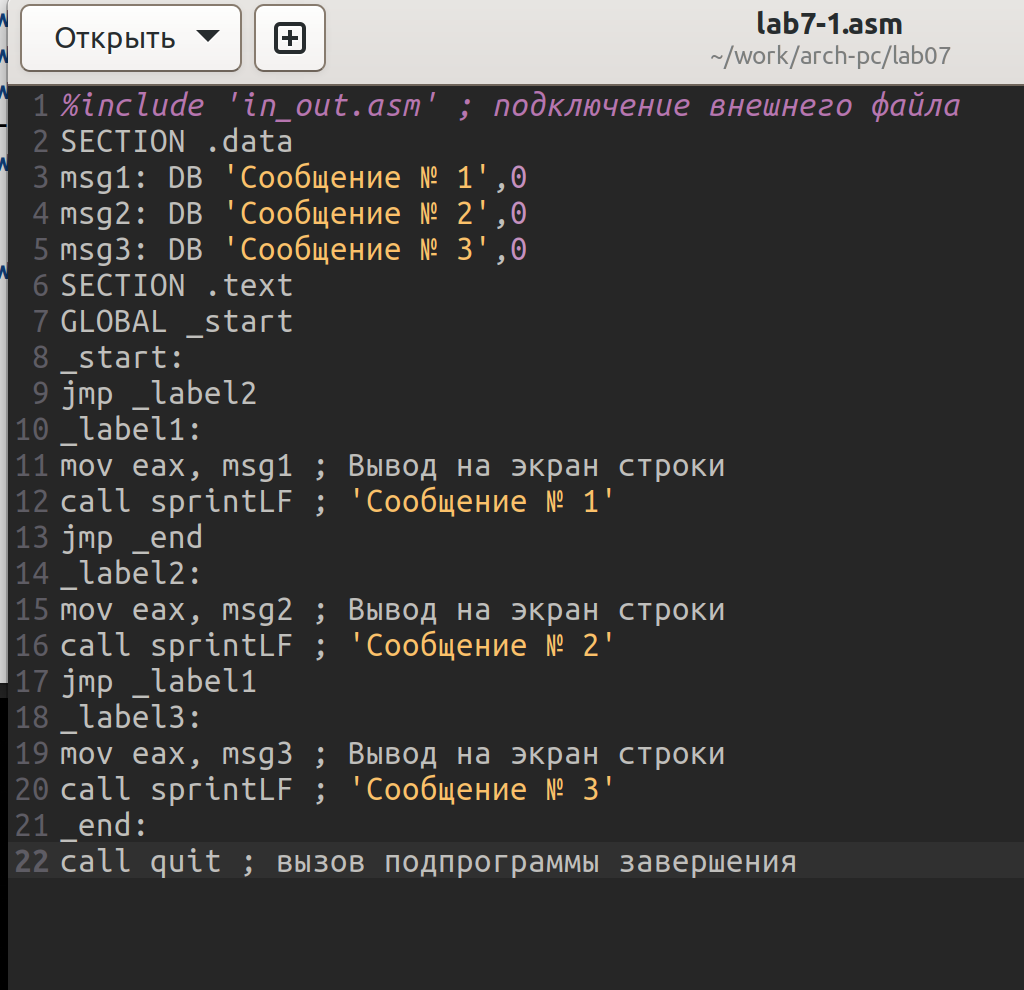 Открыть
lab7-1.asm
~/work/arch-pc/lab07
1 %include 'in_out.asm' ; подключение внешнего файла
2 SECTION .data
3 msg1: DB 'Сообщение № 1',0
4 msg2: DB 'Сообщение № 2',0
5 msg3: DB 'Сообщение № 3',0
6 SECTION .text
7 GLOBAL _start
8 _start:
9 jmp _label2
10 _label1:
11 mov eax, msg1 ; Вывод на экран строки
12 call sprintLF ; 'Сообщение № 1'
13 jmp _end
14 _label2:
15 mov eax, msg2 ; Вывод на экран строки
16 call sprintLF ; 'Сообщение № 2'
17 jmp _label1
18 _label3:
19 mov eax, msg3 ; Вывод на экран строки
20 call sprintLF ; 'Сообщение № 3'
21 _end:
22 call quit ; вызов подпрограммы завершения